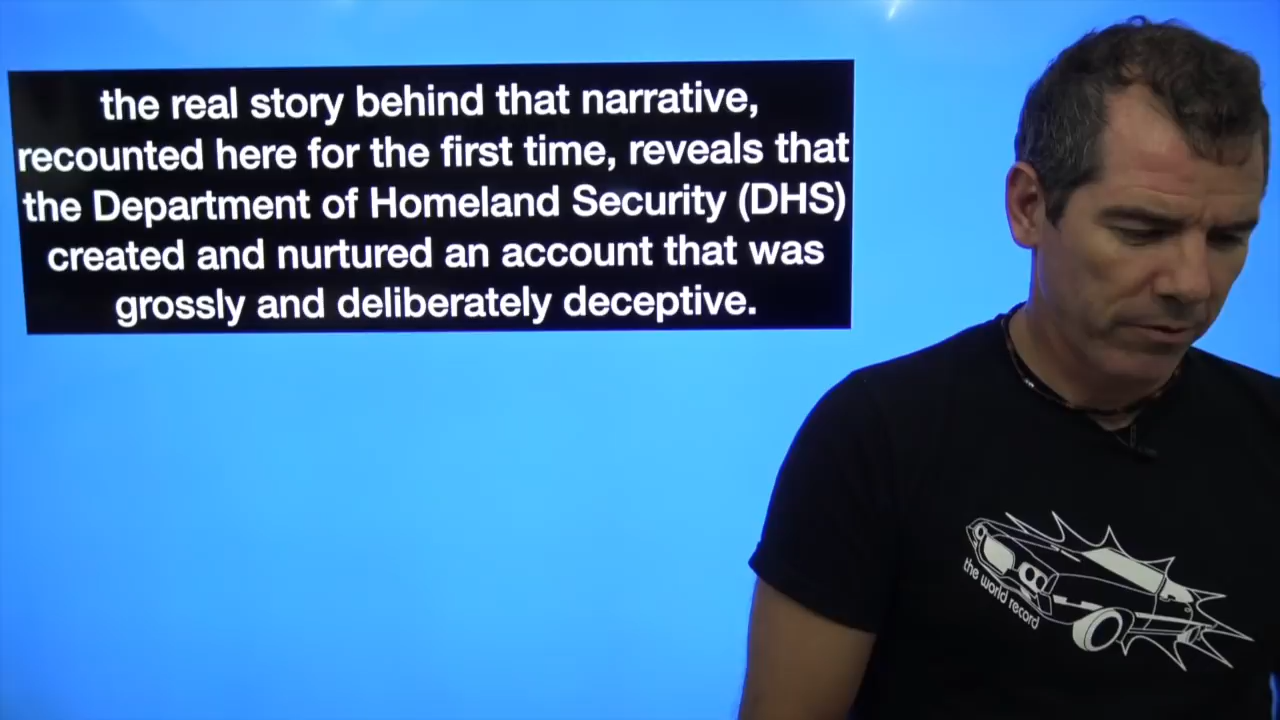 the real story behind that narrative,
recounted here for the first time, reveals that
the Department of Homeland Security (DHS)
created and nurtured an account that was
grossly and deliberately deceptive.
the world record